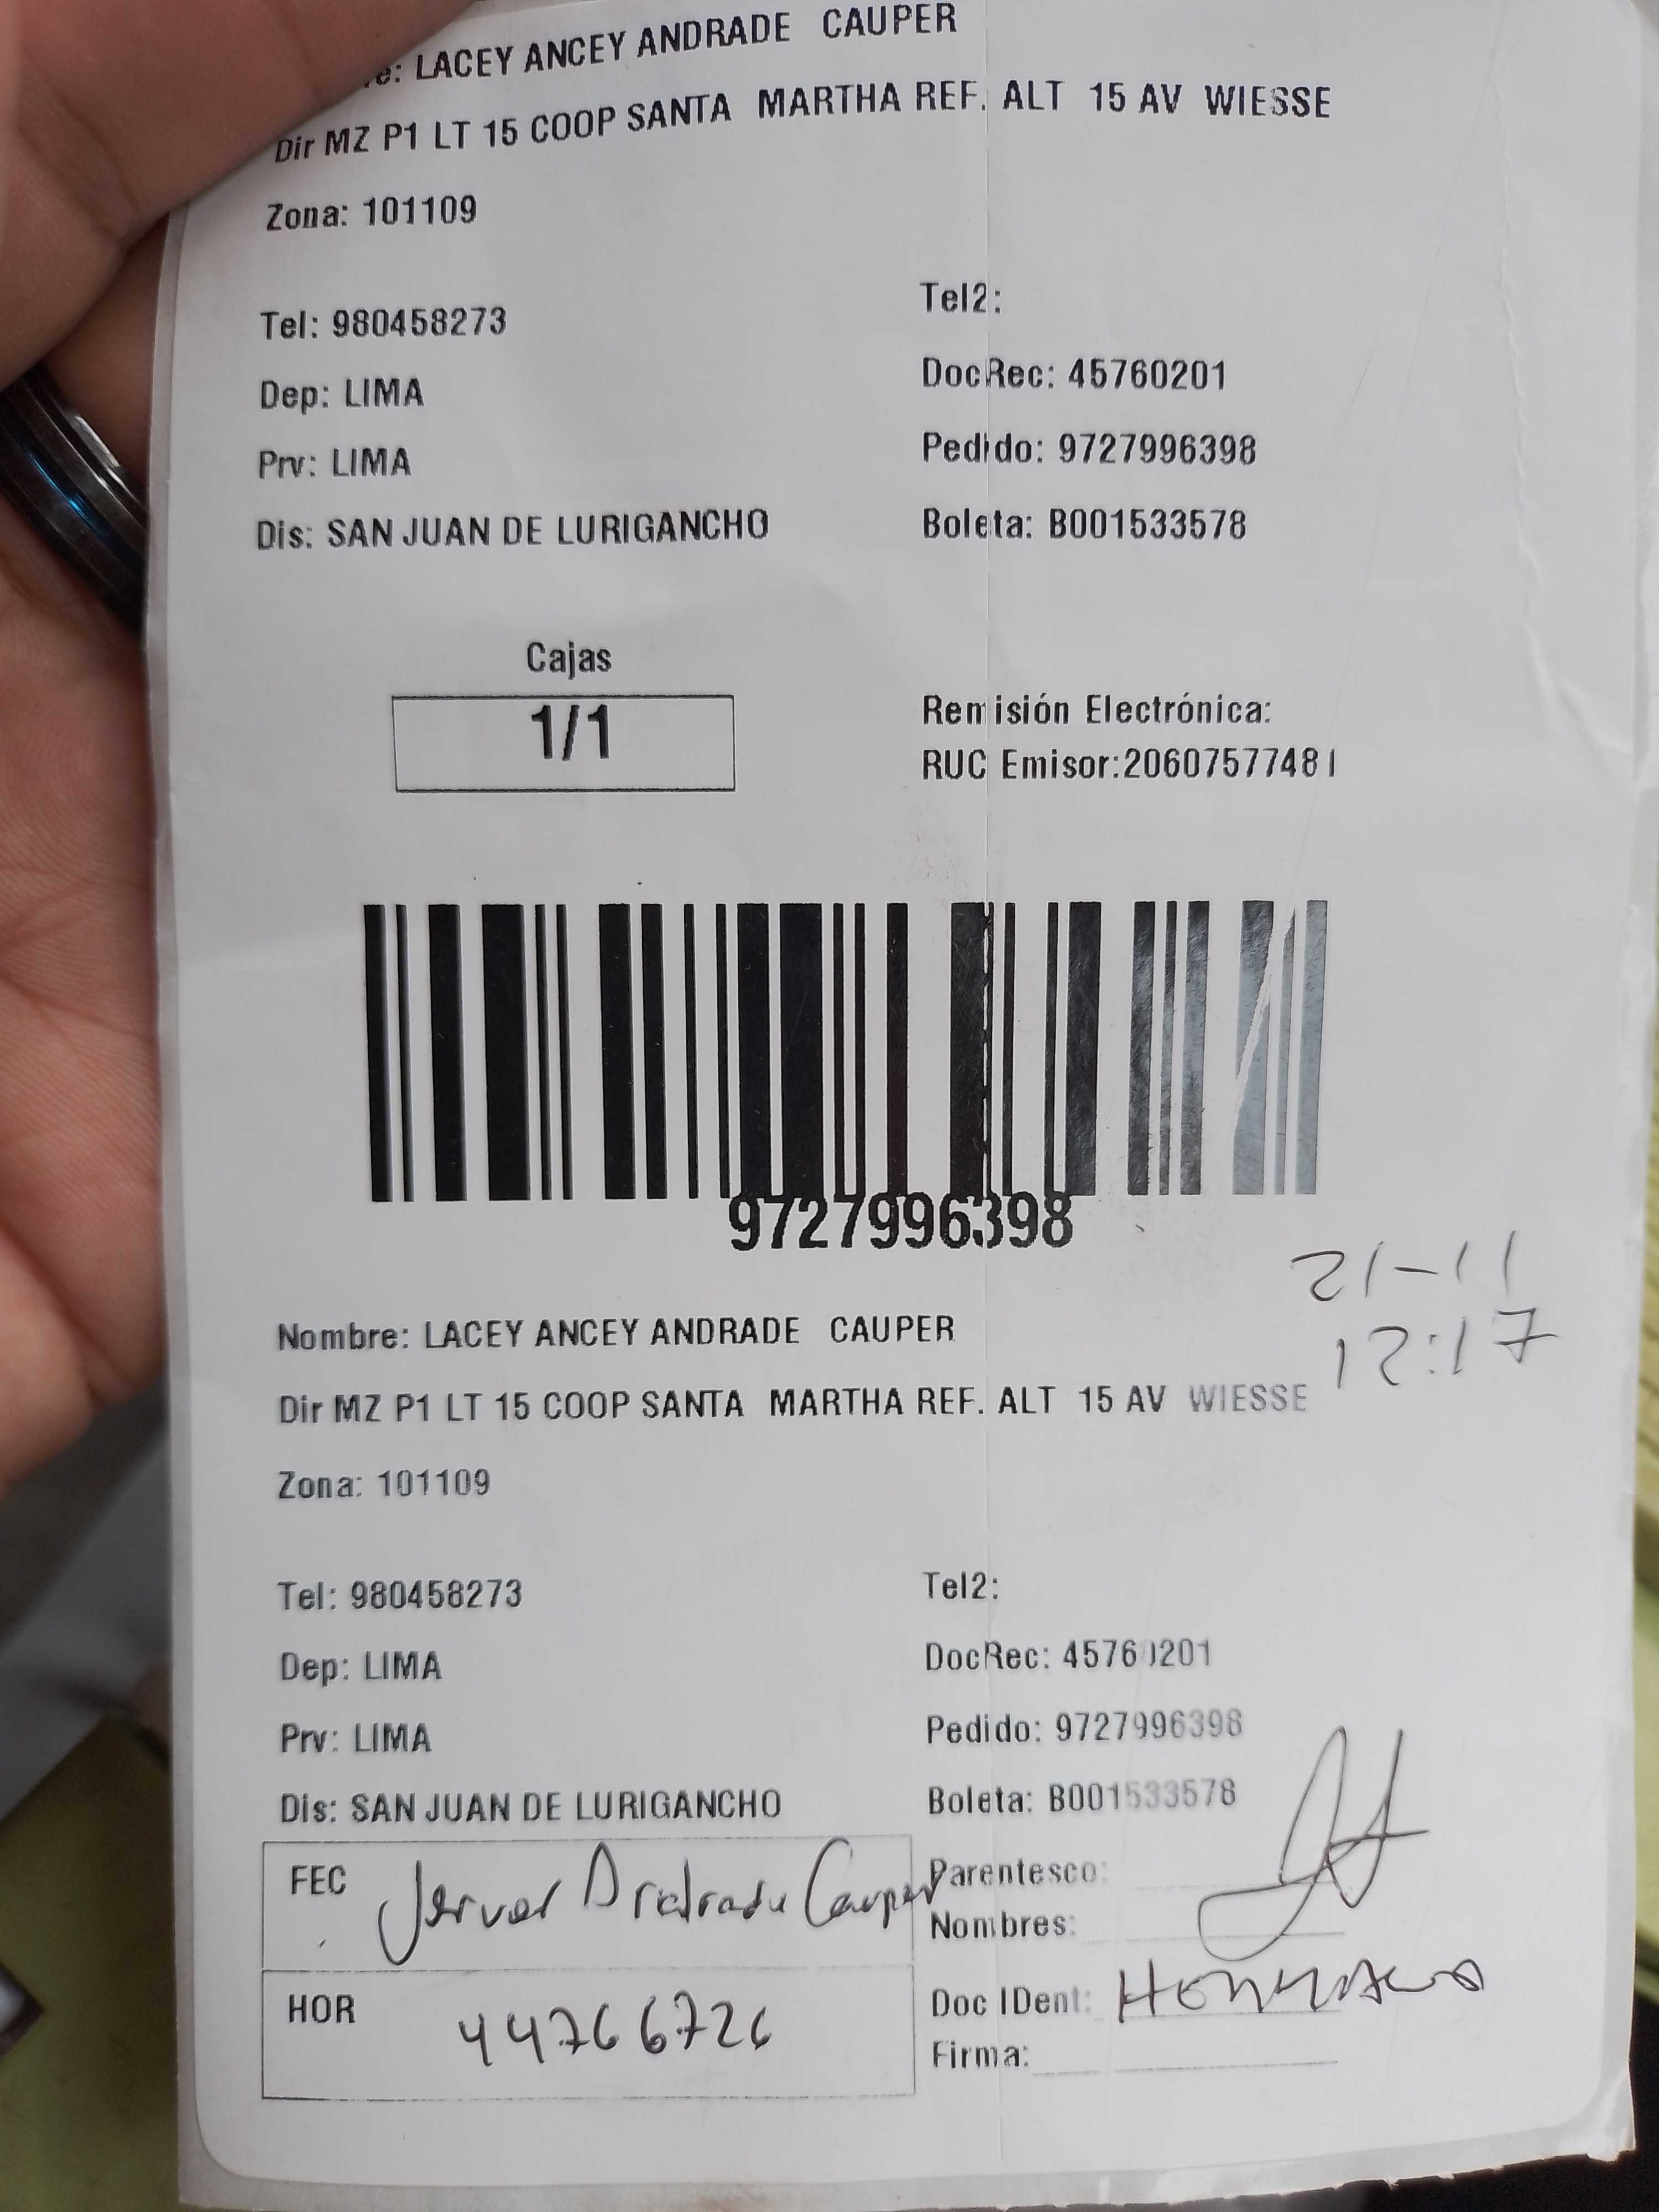 e: LACEY ANCEY ANDRADE CAUPER
Dir MZ P1 LT 15 COOP SANTA MARTHA REF. ALT 15 AV WIESSE
Zona: 101109
Tel: 980458273
Tel2:
Dep: LIMA
DocRec: 45760201
Prv: LIMA
Pedido: 9727996398
Dis: SAN JUAN DE LURIGANCHO
Boleta: B001533578
Cajas
1/1
Remisión Electrónica:
RUC Emisor:20607577481
9727996398
21-11
12:17
Nombre: LACEY ANCEY ANDRADE CAUPER
Dir MZ P1 LT 15 COOP SANTA MARTHA REF. ALT 15 AV WIESSE
Zona: 101109
Tel: 980458273
Tel2:
Dep: LIMA
DocRec: 45760201
Prv: LIMA
Pedido: 9727996398
Dis: SAN JUAN DE LURIGANCHO
Boleta: B001533578
FEC Andrade Cauper
Parentesco:
Nombres:
HOR 44766726
Doc IDent: Hermano
Firma: